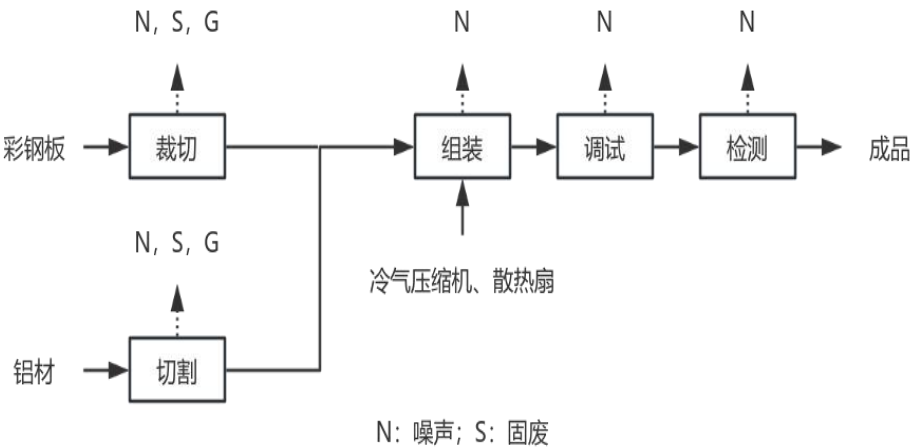 N, S, G
N
N
N
彩钢板
裁切
组装
调试
检测
成品
N, S, G
冷气压缩机、散热扇
铝材
切割
N: 噪声; S: 固废